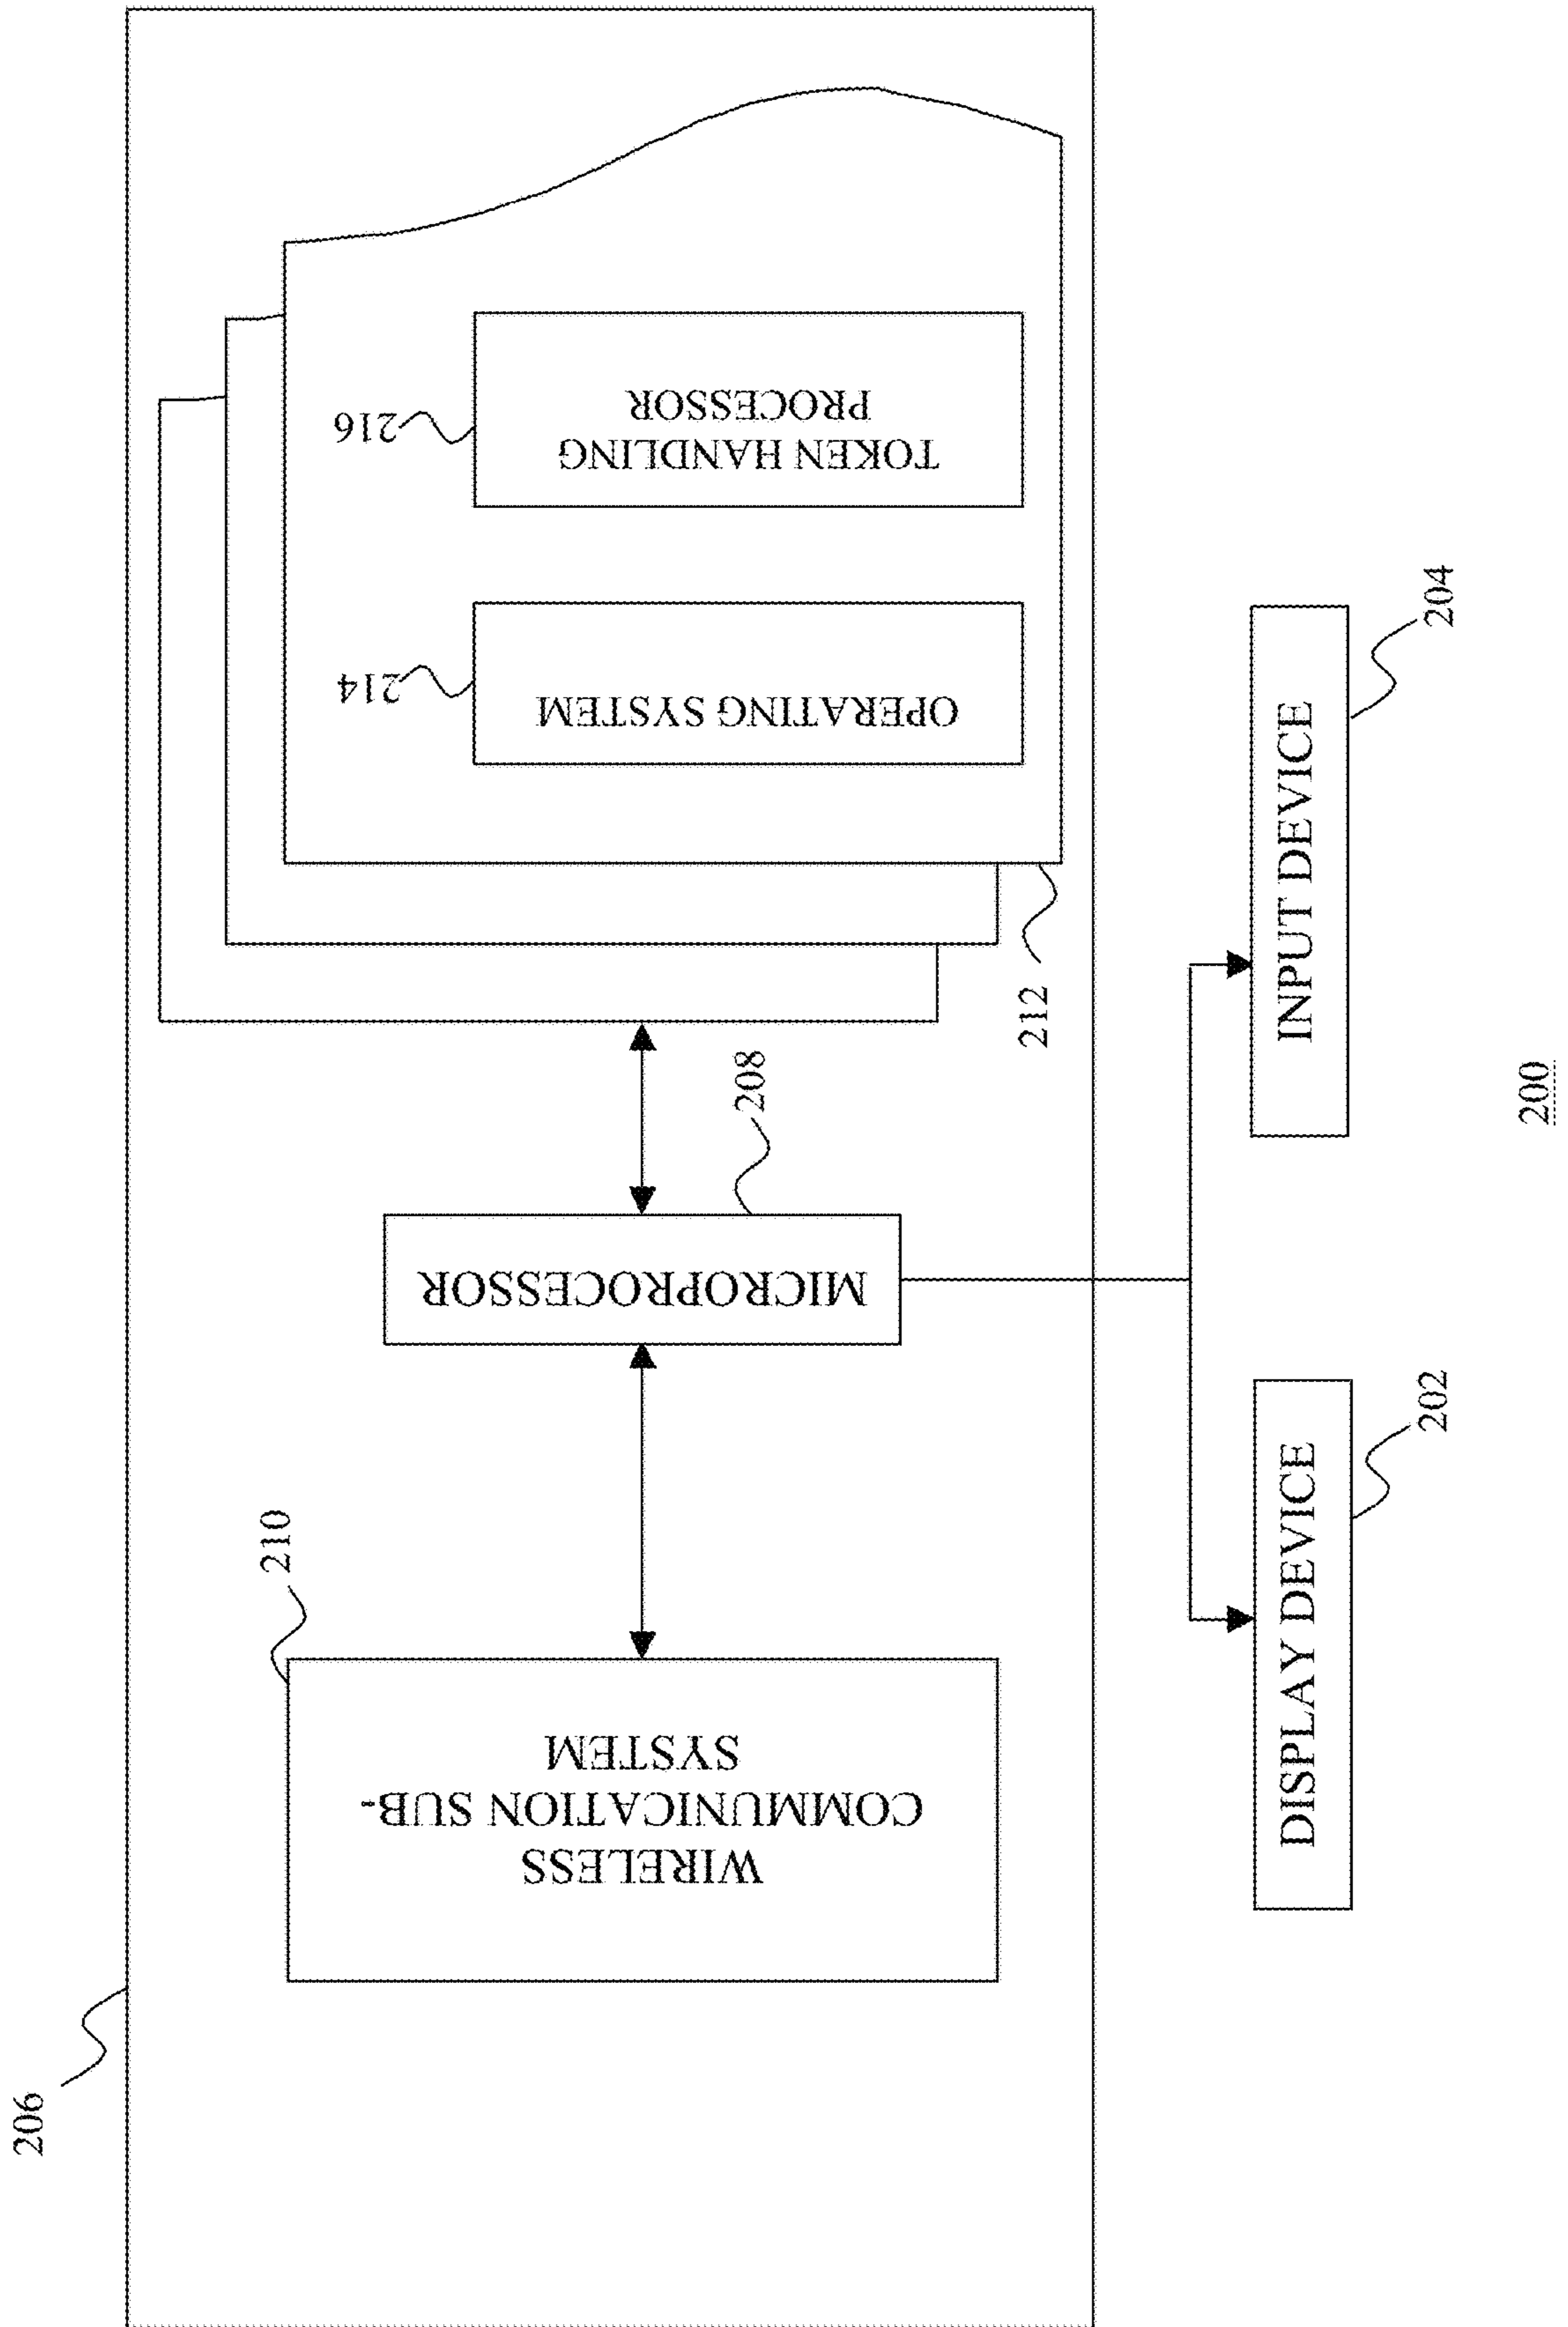 206
210
WIRELESS
COMMUNICATION SUB-
SYSTEM
MICROPROCESSOR
208
212
214
OPERATING SYSTEM
216
TOKEN HANDLING
PROCESSOR
DISPLAY DEVICE
202
INPUT DEVICE
204
200